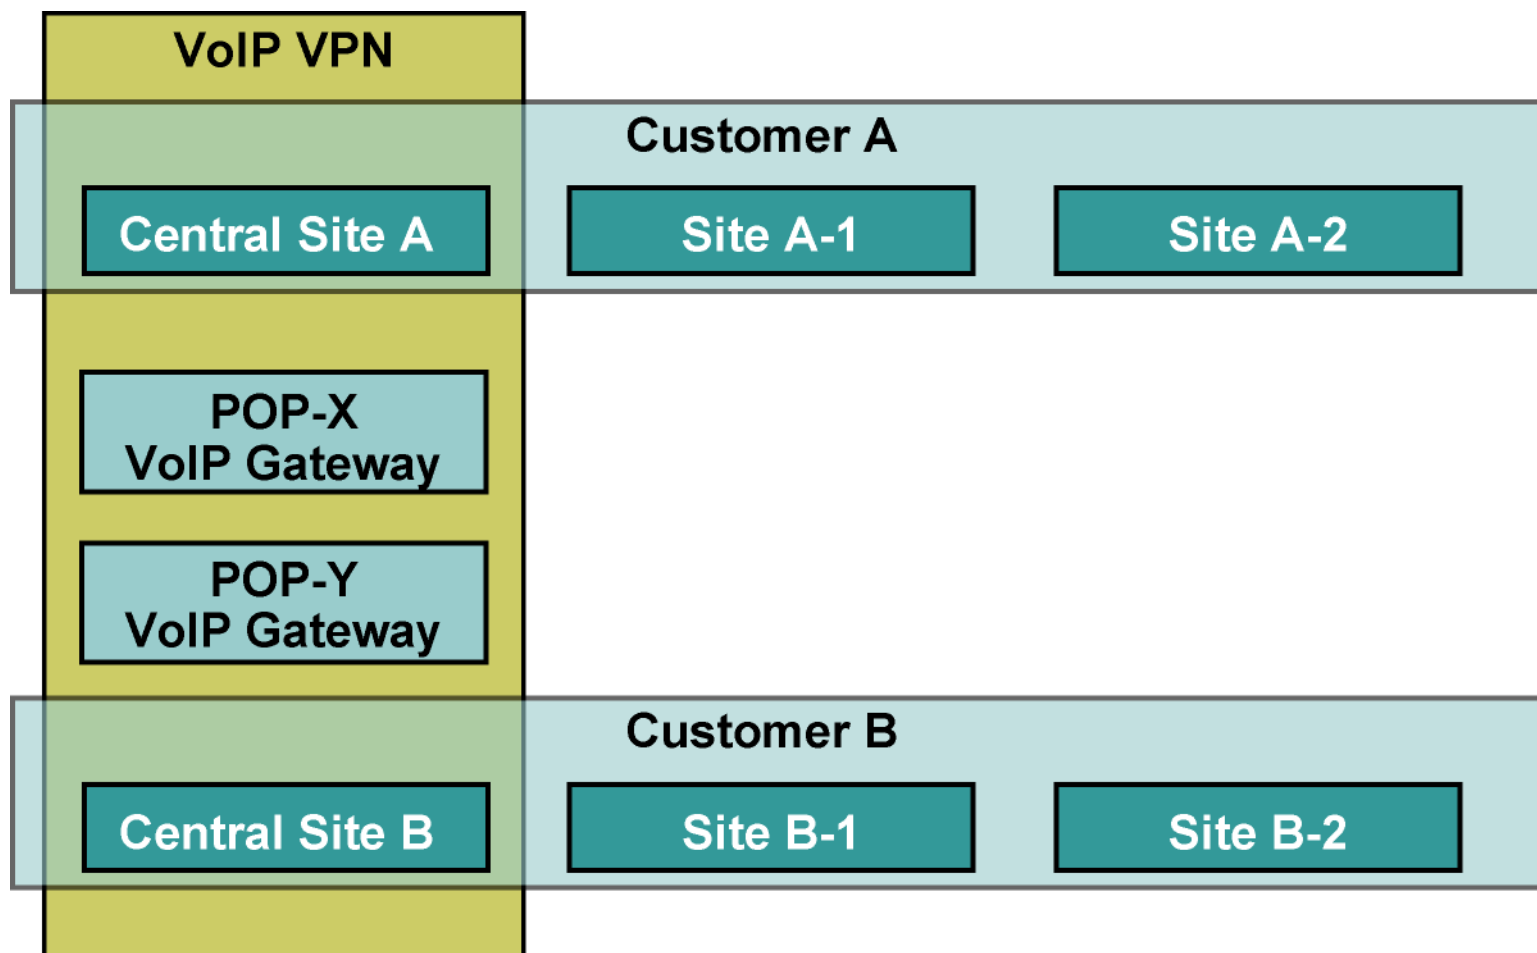 VoIP VPN
Customer A
Central Site A
Site A-1
Site A-2
POP-X
VoIP Gateway
POP-Y
VoIP Gateway
Customer B
Central Site B
Site B-1
Site B-2